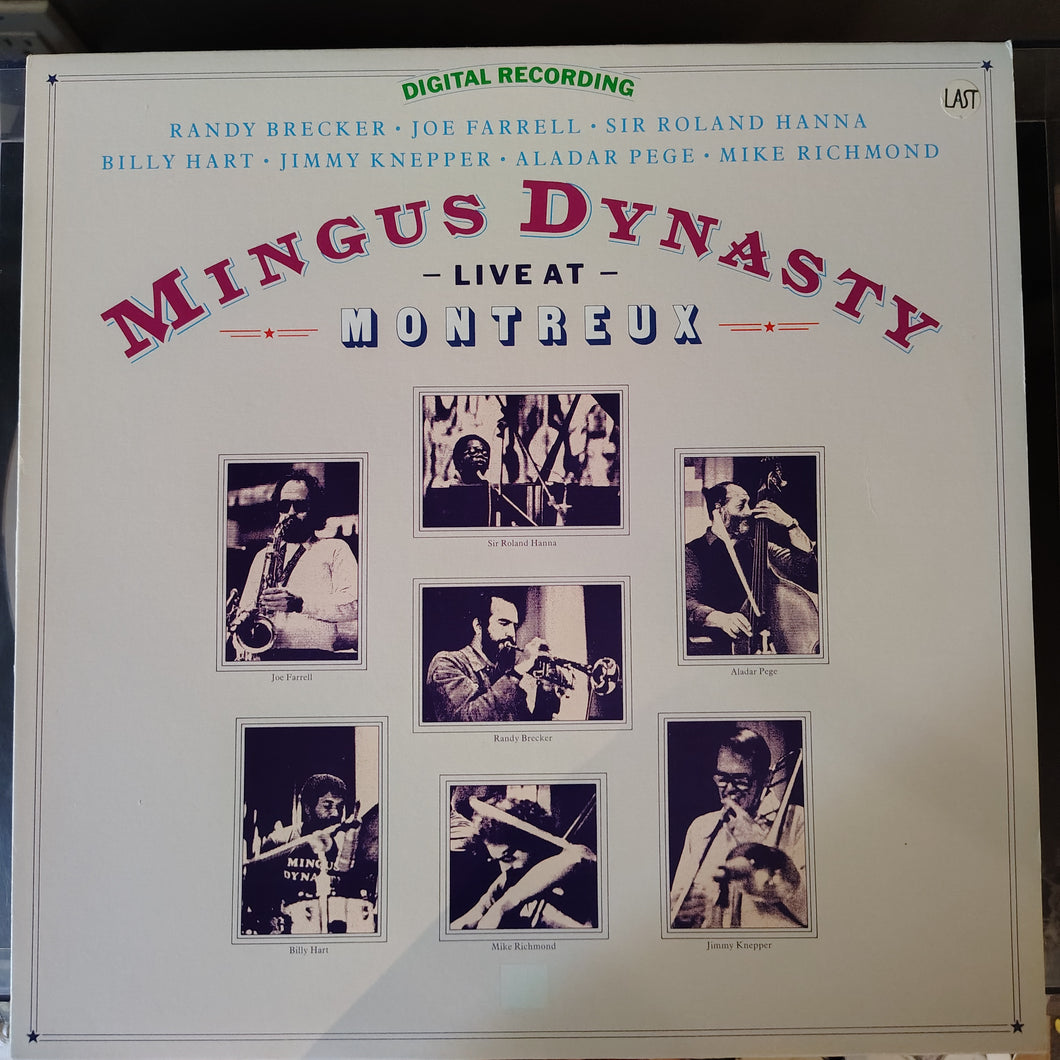 DIGITAL RECORDING
LAST
RANDY BRECKER • JOE FARRELL • SIR ROLAND HANNA
BILLY HART • JIMMY KNEPPER • ALADAR PEGE • MIKE RICHMOND
MINGUS DYNASTY
– LIVE AT –
MONTREUX
Sir Roland Hanna
Joe Farrell
Aladar Pege
Randy Brecker
MINGUS
DYNASTY
Billy Hart
Mike Richmond
Jimmy Knepper